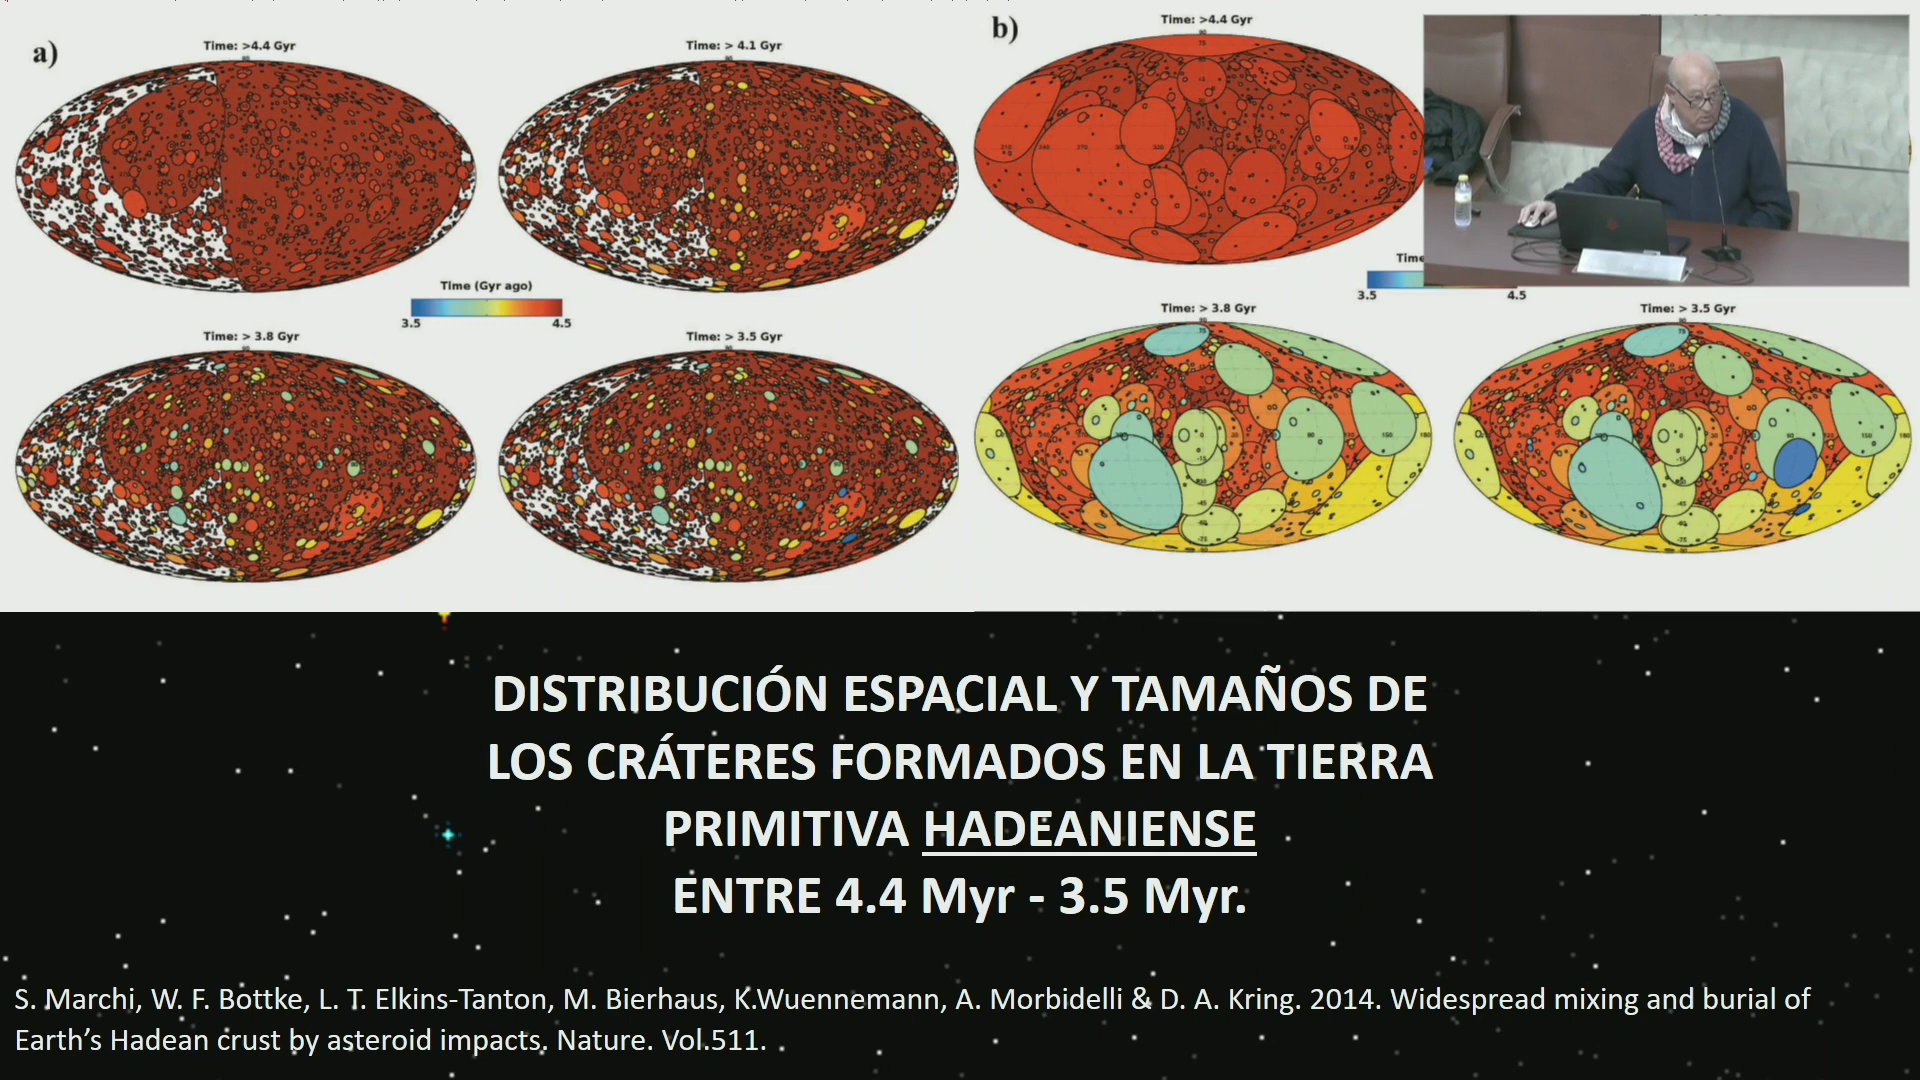 a)
Time: >4.4 Gyr
Time: > 4.1 Gyr
b)
Time: >4.4 Gyr
Time (Gyr ago)
3.5
4.5
Time
3.5
4.5
Time: > 3.8 Gyr
Time: > 3.5 Gyr
Time: > 3.8 Gyr
Time: > 3.5 Gyr
DISTRIBUCIÓN ESPACIAL Y TAMAÑOS DE
LOS CRÁTERES FORMADOS EN LA TIERRA
PRIMITIVA HADEANIENSE
ENTRE 4.4 Myr - 3.5 Myr.
S. Marchi, W. F. Bottke, L. T. Elkins-Tanton, M. Bierhaus, K.Wuennemann, A. Morbidelli & D. A. Kring. 2014. Widespread mixing and burial of
Earth’s Hadean crust by asteroid impacts. Nature. Vol.511.